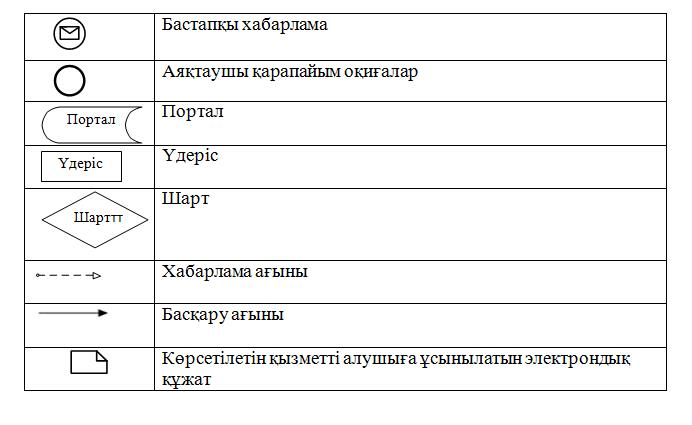 Бастапқы хабарлама
Аяқтаушы қарапайым оқиғалар
Портал
Портал
Үдеріс
Үдеріс
Шарттт
Шарт
Хабарлама ағыны
Басқару ағыны
Көрсетілетін қызметті алушыға ұсынылатын электрондық
құжат